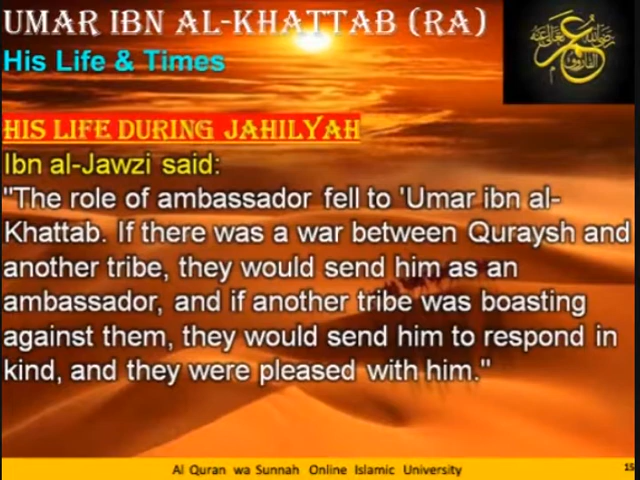 UMAR IBN AL-KHATTAB (RA)
His Life & Times
HIS LIFE DURING JAHILYAH
Ibn al-Jawzi said:
"The role of ambassador fell to 'Umar ibn al-
Khattab. If there was a war between Quraysh and
another tribe, they would send him as an
ambassador, and if another tribe was boasting
against them, they would send him to respond in
kind, and they were pleased with him."
Al Quran wa Sunnah Online Islamic University